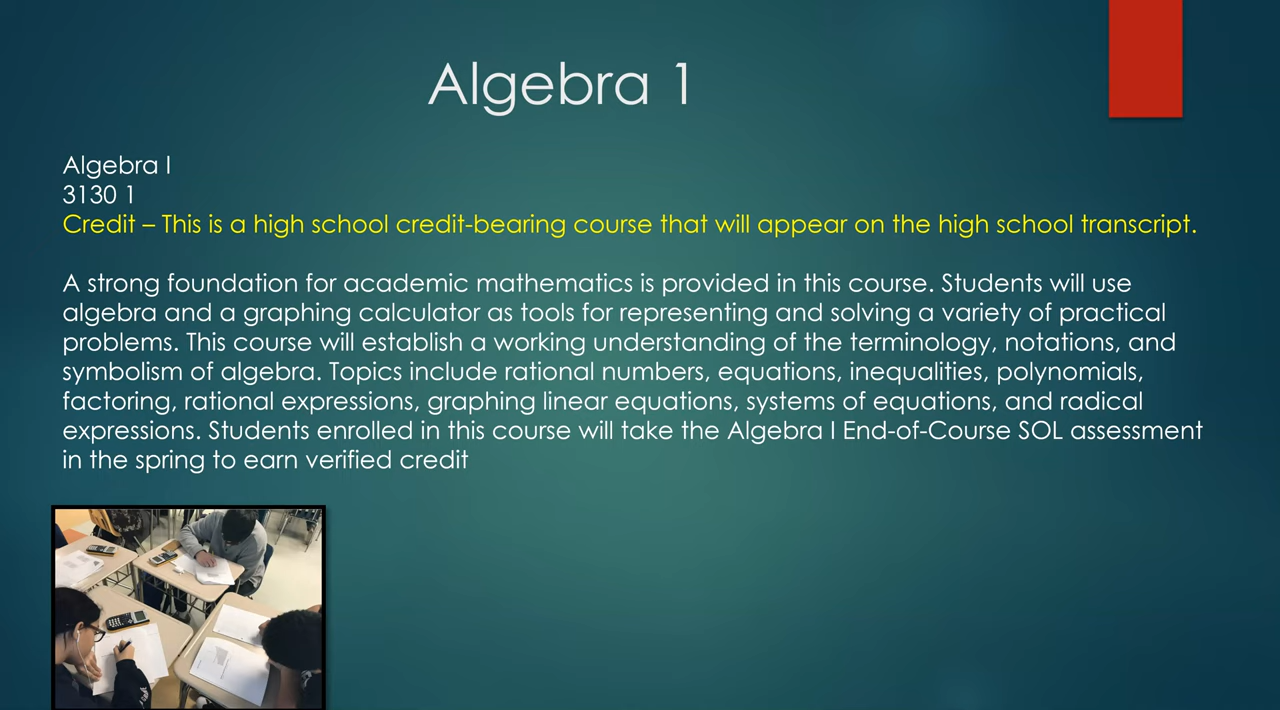 Algebra 1
Algebra I
3130 1
Credit – This is a high school credit-bearing course that will appear on the high school transcript.
A strong foundation for academic mathematics is provided in this course. Students will use
algebra and a graphing calculator as tools for representing and solving a variety of practical
problems. This course will establish a working understanding of the terminology, notations, and
symbolism of algebra. Topics include rational numbers, equations, inequalities, polynomials,
factoring, rational expressions, graphing linear equations, systems of equations, and radical
expressions. Students enrolled in this course will take the Algebra I End-of-Course SOL assessment
in the spring to earn verified credit